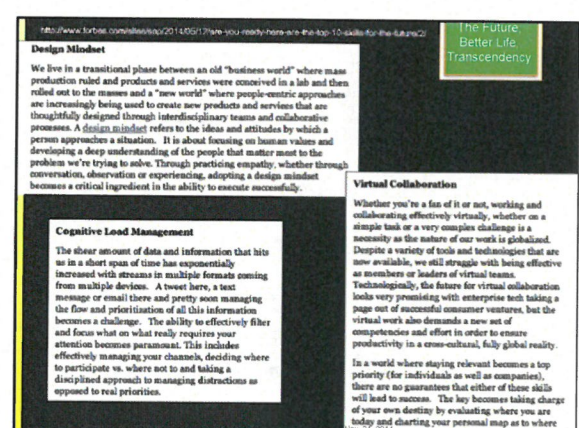 http://www.forbes.com/sites/sap/2014/05/12/are-you-ready-here-are-the-top-10-skills-for-the-future/2/
The Future,
Better Life,
Transcendency
Design Mindset
We live in a transitional phase between an old "business world" where mass
production ruled and products and services were conceived in a lab and then
rolled out to the masses and a "new world" where people-centric approaches
are increasingly being used to create new products and services that are
thoughtfully designed through interdisciplinary teams and collaborative
processes. A design mindset refers to the ideas and attitudes by which a
person approaches a situation. It is about focusing on human values and
developing a deep understanding of the people that matter most to the
problem we're trying to solve. Through practicing empathy, whether through
conversation, observation or experiencing, adopting a design mindset
becomes a critical ingredient in the ability to execute successfully.
Cognitive Load Management
The shear amount of data and information that hits
us in a short span of time has exponentially
increased with streams in multiple formats coming
from multiple devices. A tweet here, a text
message or email there and pretty soon managing
the flow and prioritization of all this information
becomes a challenge. The ability to effectively filter
and focus what on what really requires your
attention becomes paramount. This includes
effectively managing your channels, deciding where
to participate vs. where not to and taking a
disciplined approach to managing distractions as
opposed to real priorities.
Virtual Collaboration
Whether you're a fan of it or not, working and
collaborating effectively virtually, whether on a
simple task or a very complex challenge is a
necessity as the nature of our work is globalized.
Despite a variety of tools and technologies that are
now available, we still struggle with being effective
as members or leaders of virtual teams.
Technologically, the future for virtual collaboration
looks very promising with enterprise tech taking a
page out of successful consumer ventures, but the
virtual work also demands a new set of
competencies and effort in order to ensure
productivity in a cross-cultural, fully global reality.
In a world where staying relevant becomes a top
priority (for individuals as well as companies),
there are no guarantees that either of these skills
will lead to success. The key becomes taking charge
of your own destiny by evaluating where you are
today and charting your personal map as to where